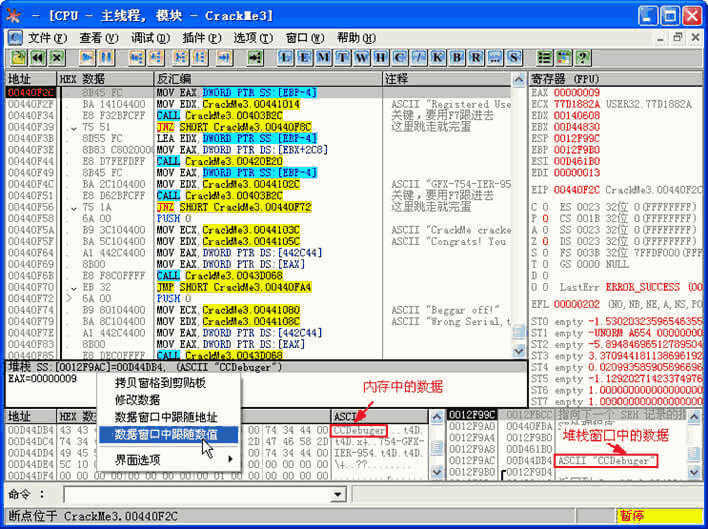 - [CPU - 主线程, 模块 - CrackMe3]
文件(F) 查看(V) 调试(D) 插件(P) 选项(T) 窗口(W) 帮助(H)
L E M T W H C / K B R ... S
地址 HEX 数据 反汇编 注释 寄存器 (FPU)
00440F2C . 8B45 FC MOV EAX,DWORD PTR SS:[EBP-4]
00440F2F . BA 14104400 MOV EDX,CrackMe3.00441014 ASCII "Registered Use
00440F34 . E8 F32BFCFF CALL CrackMe3.00403B2C 关键，要用F7跟进去
00440F39 .⌄75 51 JNZ SHORT CrackMe3.00440F8C 这里跳走就完蛋
00440F3B . 8D55 FC LEA EDX,DWORD PTR SS:[EBP-4]
00440F3E . 8B83 C8020000 MOV EAX,DWORD PTR DS:[EBX+2C8]
00440F44 . E8 D7FEFDFF CALL CrackMe3.00420E20
00440F49 . 8B45 FC MOV EAX,DWORD PTR SS:[EBP-4]
00440F4C . BA 2C104400 MOV EDX,CrackMe3.0044102C ASCII "GFX-754-IER-95
00440F51 . E8 D62BFCFF CALL CrackMe3.00403B2C 关键，要用F7跟进去
00440F56 .⌄75 1A JNZ SHORT CrackMe3.00440F72 这里跳走就完蛋
00440F58 . 6A 00 PUSH 0
00440F5A . B9 3C104400 MOV ECX,CrackMe3.0044103C ASCII "CrackMe cracke
00440F5F . BA 5C104400 MOV EDX,CrackMe3.0044105C ASCII "Congrats! You
00440F64 . A1 442C4400 MOV EAX,DWORD PTR DS:[442C44]
00440F69 . 8B00 MOV EAX,DWORD PTR DS:[EAX]
00440F6B . E8 F8C0FFFF CALL CrackMe3.0043D068
00440F70 .⌄EB 32 JMP SHORT CrackMe3.00440FA4
00440F72 > 6A 00 PUSH 0
00440F74 . B9 80104400 MOV ECX,CrackMe3.00441080 ASCII "Beggar off!"
00440F79 . BA 8C104400 MOV EDX,CrackMe3.0044108C ASCII "Wrong Serial,t
00440F7E . A1 442C4400 MOV EAX,DWORD PTR DS:[442C44]
00440F83 . 8B00 MOV EAX,DWORD PTR DS:[EAX]
00440F85 . E8 DEC0FFFF CALL CrackMe3.0043D068
EAX 00000009
ECX 77D1882A USER32.77D1882A
EDX 00140608
EBX 00D44830
ESP 0012F99C
EBP 0012F9B0
ESI 00D461B0
EDI 00000013
EIP 00440F2C CrackMe3.00440F2C
C 0 ES 0023 32位 0(FFFFFFFF)
P 0 CS 001B 32位 0(FFFFFFFF)
A 0 SS 0023 32位 0(FFFFFFFF)
Z 0 DS 0023 32位 0(FFFFFFFF)
S 0 FS 003B 32位 7FFDF000(FFF
T 0 GS 0000 NULL
D 0
O 0 LastErr ERROR_SUCCESS (00
EFL 00000202 (NO,NB,NE,A,NS,PO
ST0 empty -1.5302032359654635
ST1 empty -UNORM A654 0000000
ST2 empty -5.8948469651278950
ST3 empty 3.37094418113869619
ST4 empty 0.02099358590596699
ST5 empty -1.1292027142337497
ST6 empty 1.00000000000000000
ST7 empty 1.00000000000000000
堆栈 SS:[0012F9AC]=00D44DB4, (ASCII "CCDebuger")
EAX=00000009
拷贝窗格到剪贴板
修改数据
数据窗口中跟随地址
数据窗口中跟随数值
界面选项
内存中的数据
堆栈窗口中的数据
地址 HEX 数 ASCI
00D44DB4 43 43 00 74 34 44 00 CCDebuger...t4D.
00D44DC4 2D 47 46 58 2D t4D.x+..754-GFX-
00D44DD4 49 45 00 74 34 44 00 IER-954.t4D.t4D.
00D44DE4 5C 10 00
0012F99C 0012FBCC 指向下一个 SEH 记录的指
0012F9A0 00440FBA
0012F9A4
0012F9A8 00D461B0
0012F9AC 00D44DB4 ASCII "CCDebuger"
0012F9B0
命令：
断点位于 CrackMe3.00440F2C 暂停